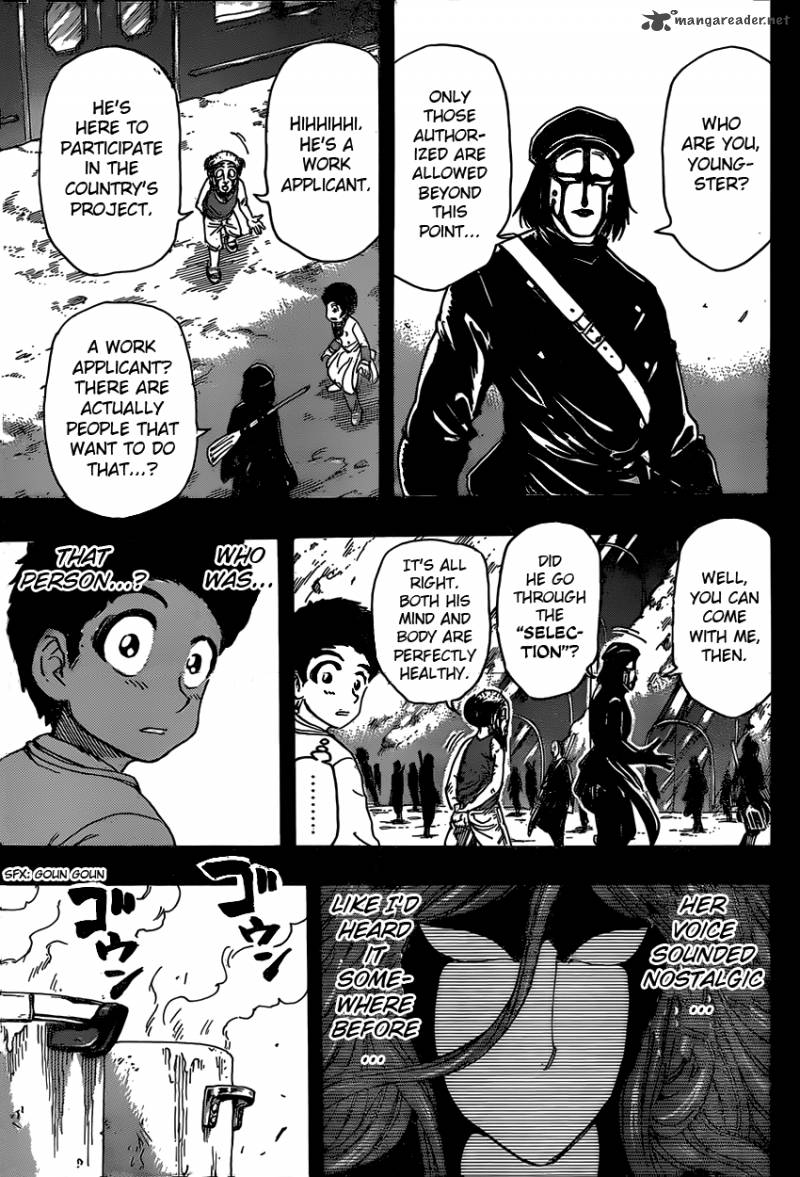 mangareader.net
WHO
ARE YOU,
YOUNG-
STER?
ONLY
THOSE
AUTHOR-
IZED ARE
ALLOWED
BEYOND
THIS
POINT...
HIHHIHHI.
HE'S
A WORK
APPLICANT.
HE'S
HERE TO
PARTICIPATE
IN THE
COUNTRY'S
PROJECT.
A WORK
APPLICANT?
THERE ARE
ACTUALLY
PEOPLE THAT
WANT TO DO
THAT...?
WELL,
YOU CAN
COME
WITH ME,
THEN.
DID
HE GO
THROUGH
THE
"SELEC-
TION"?
IT'S ALL
RIGHT.
BOTH HIS
MIND AND
BODY ARE
PERFECTLY
HEALTHY.
WHO
WAS...
THAT
PERSON....?
HER
VOICE
SOUNDED
NOSTALGIC
...
LIKE I'D
HEARD
IT
SOME-
WHERE
BEFORE
...
SFX: GOUN GOUN
ゴウン
ゴウン